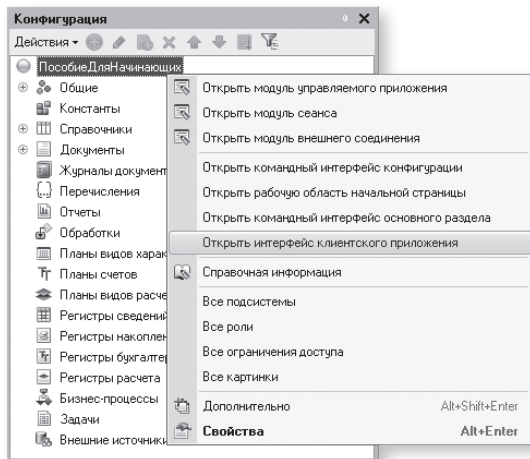 Конфигурация
Действия
ПособиеДляНачинающих
Общие
Константы
Справочники
Документы
Журналы документ
Перечисления
Отчеты
Обработки
Планы видов харак
Планы счетов
Планы видов расче
Регистры сведений
Регистры накоплен
Регистры бухгалтер
Регистры расчета
Бизнес-процессы
Задачи
Внешние источники
Открыть модуль управляемого приложения
Открыть модуль сеанса
Открыть модуль внешнего соединения
Открыть командный интерфейс конфигурации
Открыть рабочую область начальной страницы
Открыть командный интерфейс основного раздела
Открыть интерфейс клиентского приложения
Справочная информация
Все подсистемы
Все роли
Все ограничения доступа
Все картинки
Дополнительно Alt+Shift+Enter
Свойства Alt+Enter